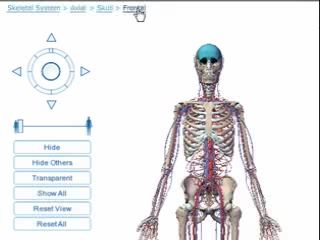 Skeletal System > Axial > Skull > Frontal
Hide
Hide Others
Transparent
Show All
Reset View
Reset All